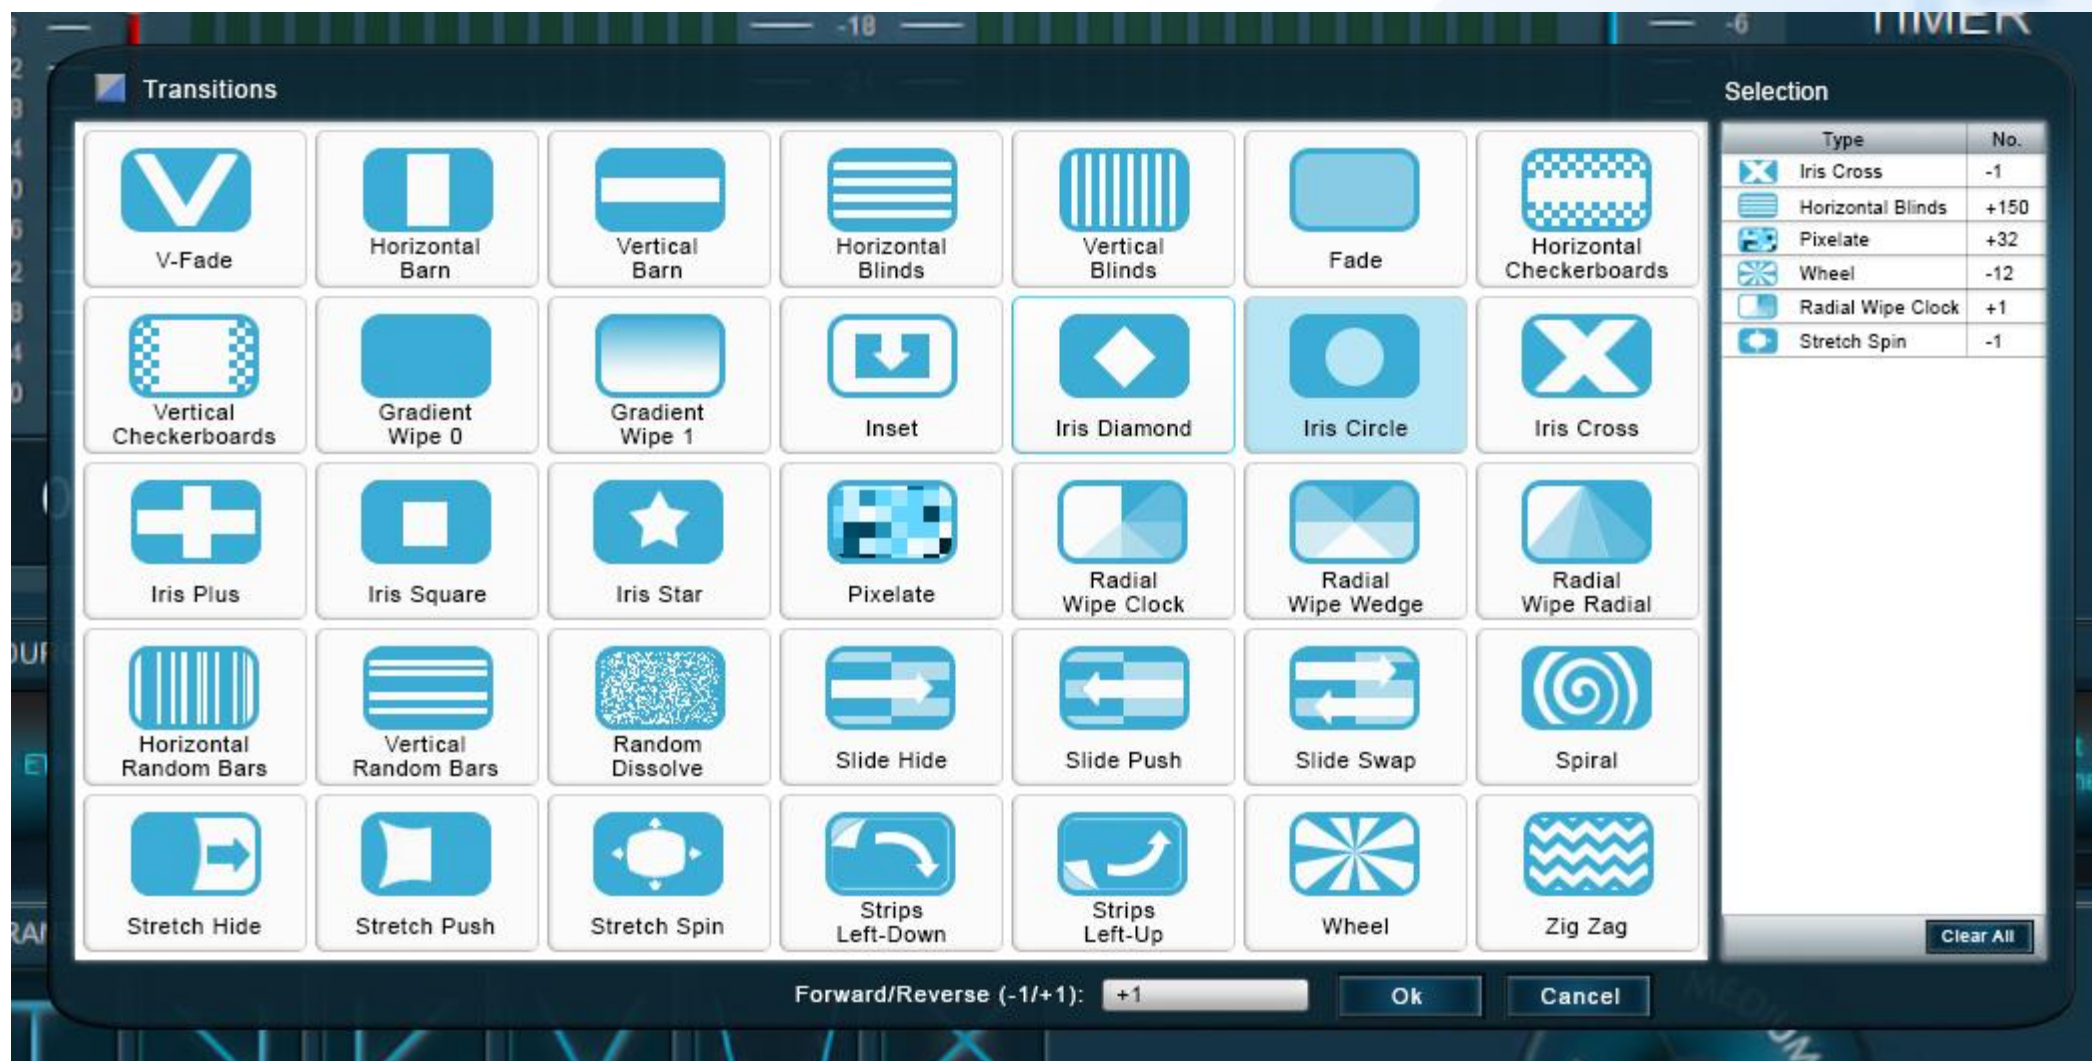 -18
-6
TIMER
Transitions
Selection
V-Fade
Horizontal
Barn
Vertical
Barn
Horizontal
Blinds
Vertical
Blinds
Fade
Horizontal
Checkerboards
Vertical
Checkerboards
Gradient
Wipe 0
Gradient
Wipe 1
Inset
Iris Diamond
Iris Circle
Iris Cross
Iris Plus
Iris Square
Iris Star
Pixelate
Radial
Wipe Clock
Radial
Wipe Wedge
Radial
Wipe Radial
Horizontal
Random Bars
Vertical
Random Bars
Random
Dissolve
Slide Hide
Slide Push
Slide Swap
Spiral
Stretch Hide
Stretch Push
Stretch Spin
Strips
Left-Down
Strips
Left-Up
Wheel
Zig Zag
Type No.
Iris Cross -1
Horizontal Blinds +150
Pixelate +32
Wheel -12
Radial Wipe Clock +1
Stretch Spin -1
Clear All
Forward/Reverse (-1/+1): +1 Ok Cancel
MEDIUM